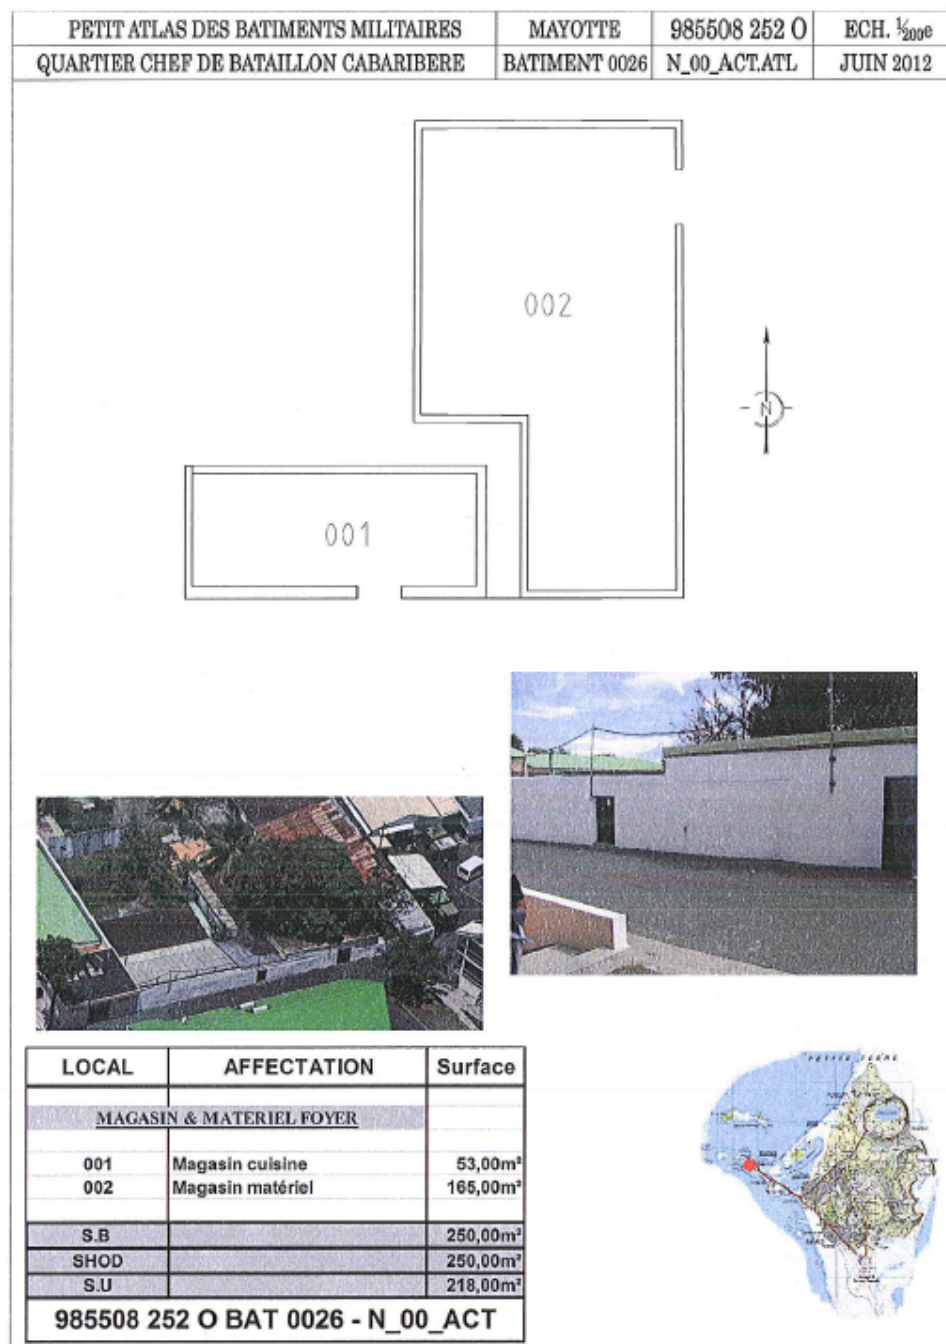 PETIT ATLAS DES BATIMENTS MILITAIRES MAYOTTE 985508 252 O ECH. 1/200e
QUARTIER CHEF DE BATAILLON CABARIBERE BATIMENT 0026 N_00_ACT.ATL JUIN 2012
002
N
001
LOCAL AFFECTATION Surface
MAGASIN & MATERIEL FOYER
001 Magasin cuisine 53,00m²
002 Magasin matériel 165,00m²
S.B 250,00m²
SHOD 250,00m²
S.U 218,00m²
985508 252 O BAT 0026 - N_00_ACT